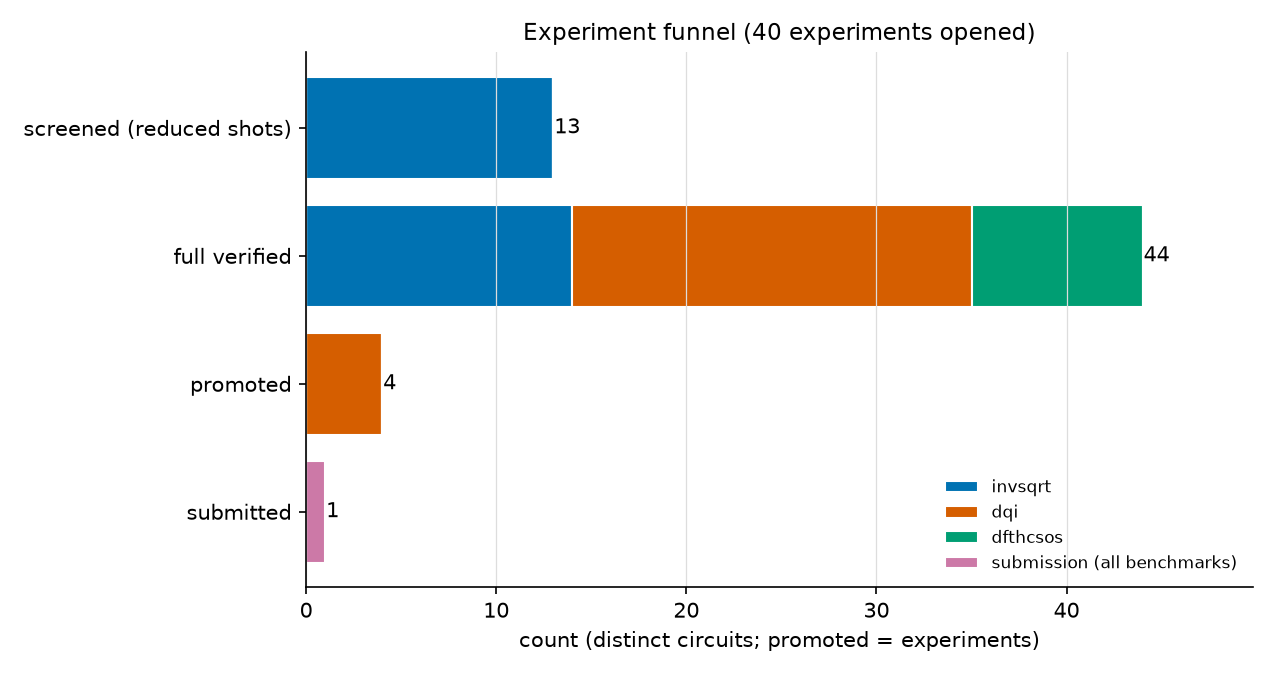 Experiment funnel (40 experiments opened)
screened (reduced shots)
13
full verified
44
promoted
4
submitted
1
invsqrt
dqi
dfthcsos
submission (all benchmarks)
0 10 20 30 40
count (distinct circuits; promoted = experiments)